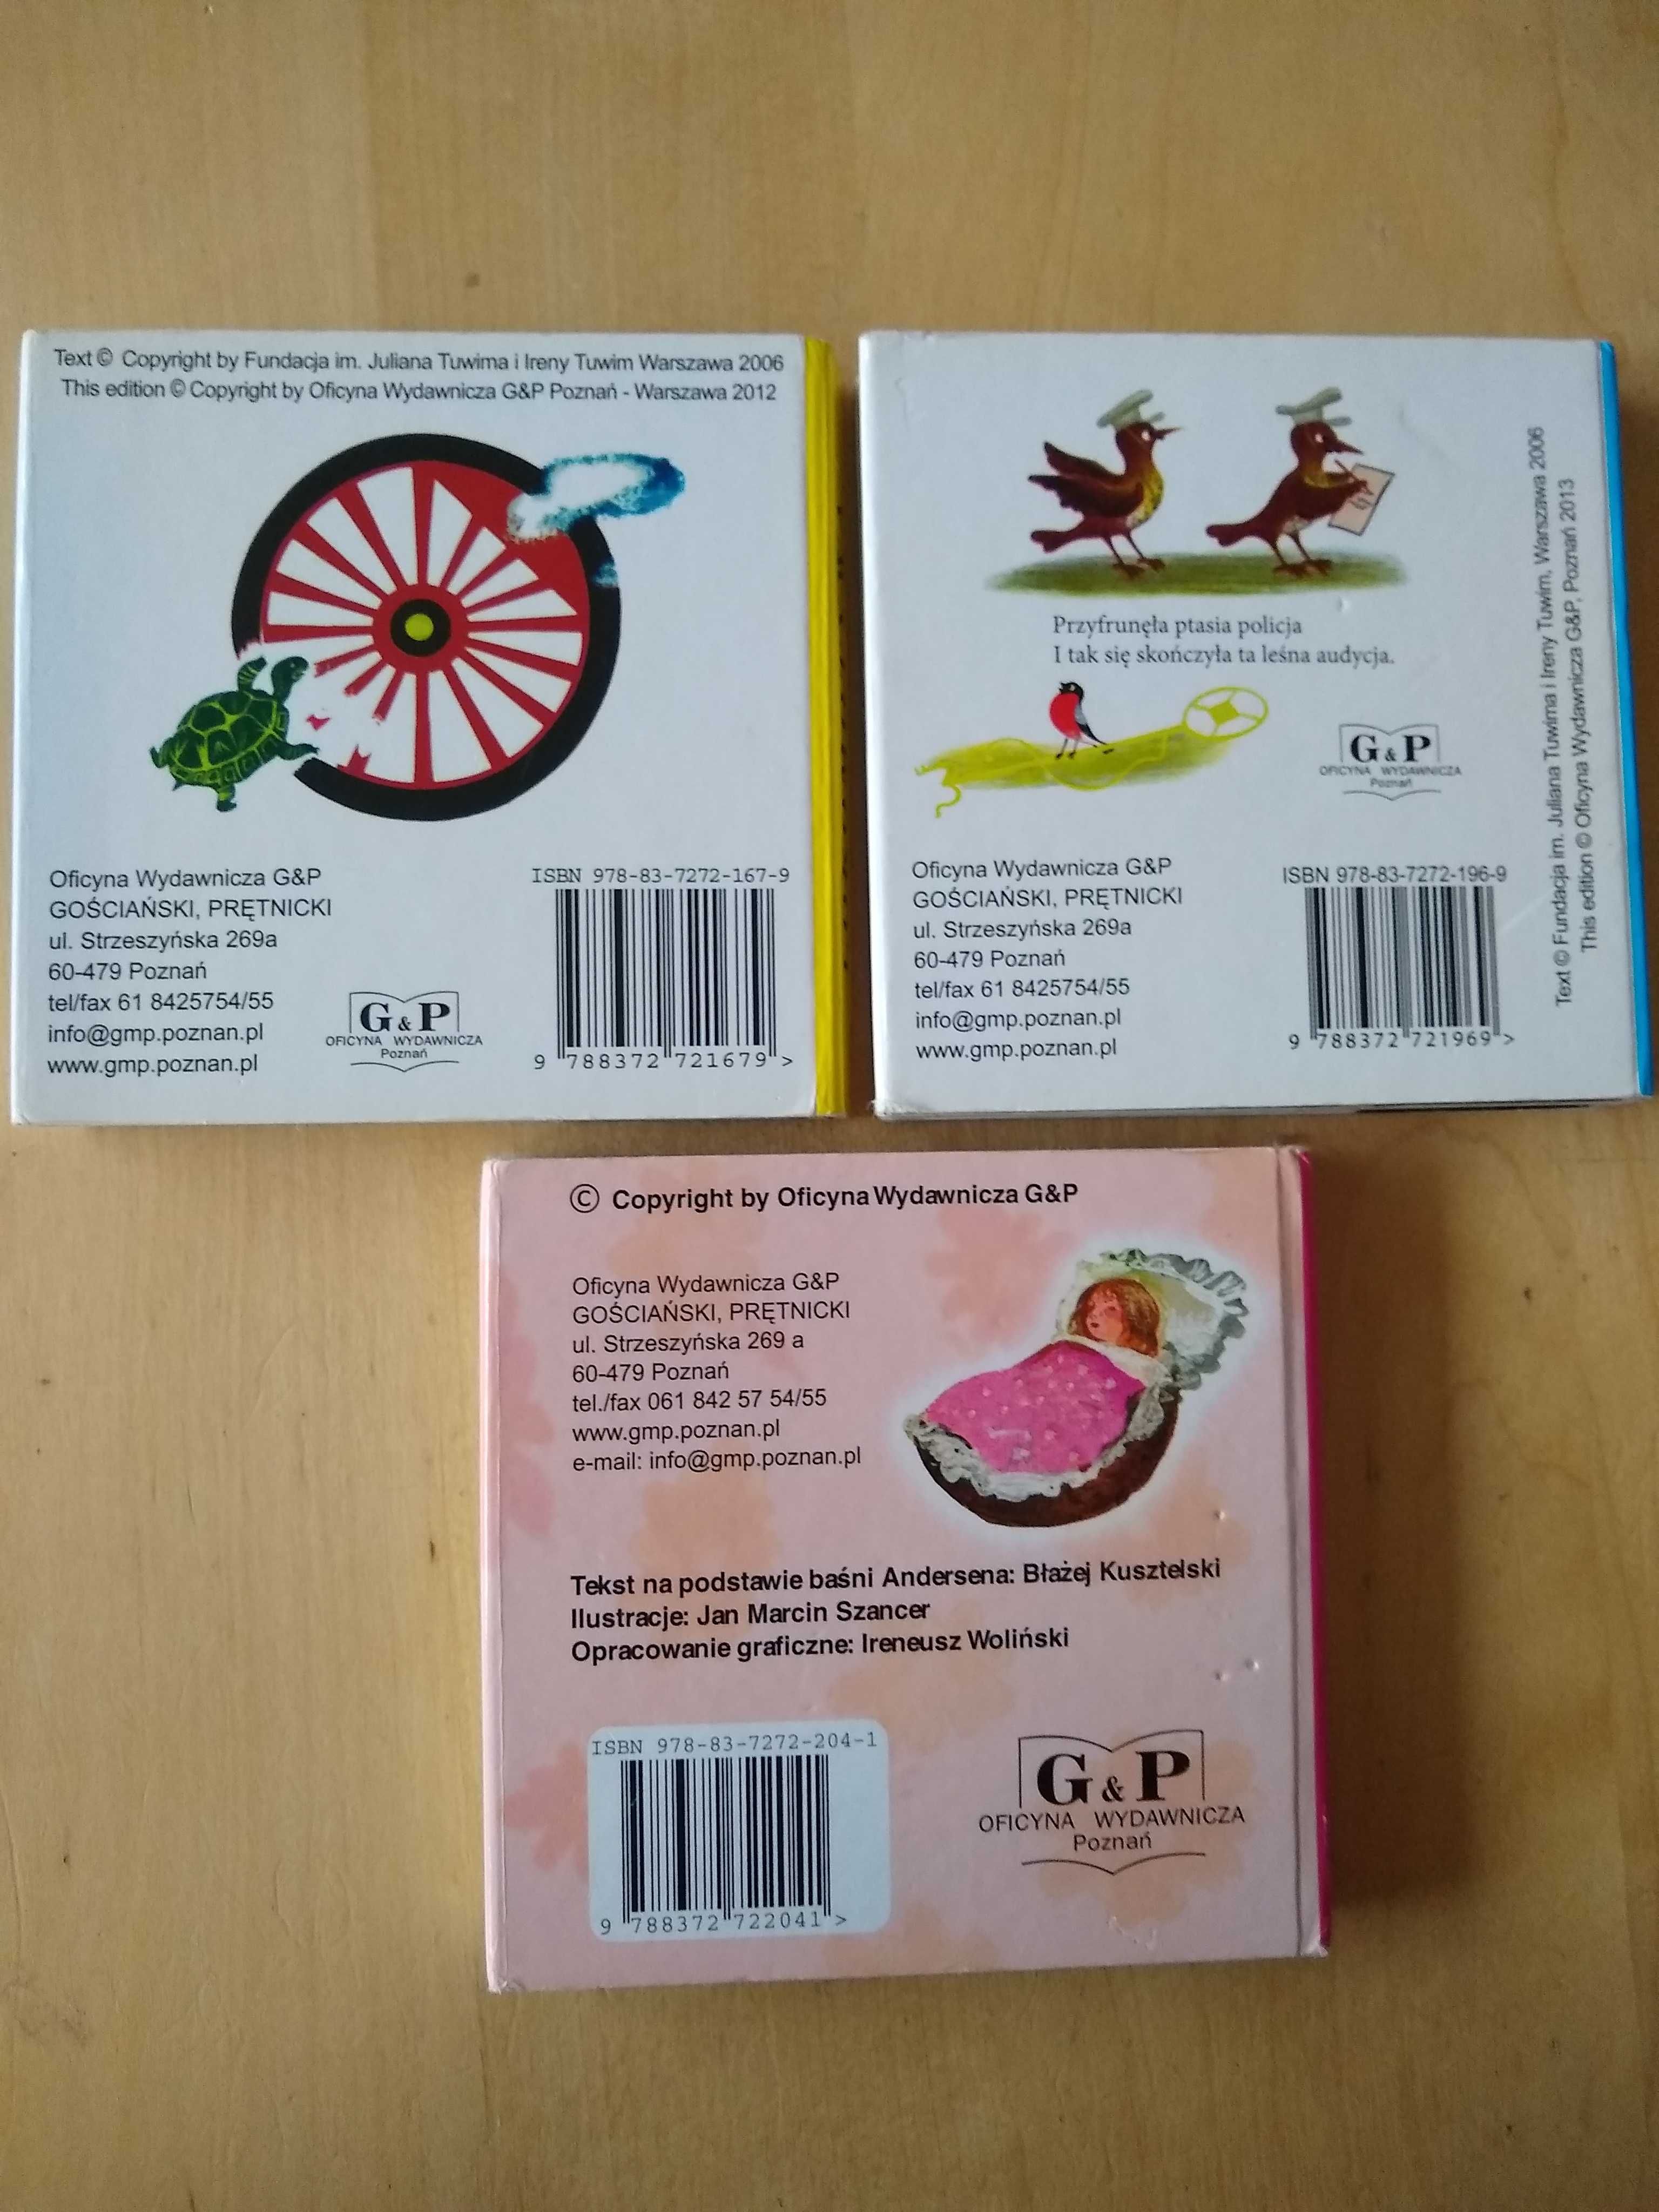 Text © Copyright by Fundacja im. Juliana Tuwima i Ireny Tuwim Warszawa 2006
This edition © Copyright by Oficyna Wydawnicza G&P Poznań - Warszawa 2012
Oficyna Wydawnicza G&P
GOŚCIAŃSKI, PRĘTNICKI
ul. Strzeszyńska 269a
60-479 Poznań
tel/fax 61 8425754/55
info@gmp.poznan.pl
www.gmp.poznan.pl
G&P
OFICYNA WYDAWNICZA
Poznań
ISBN 978-83-7272-167-9
9 788372 721679 >
Przyfrunęła ptasia policja
I tak się skończyła ta leśna audycja.
G&P
OFICYNA WYDAWNICZA
Poznań
Oficyna Wydawnicza G&P
GOŚCIAŃSKI, PRĘTNICKI
ul. Strzeszyńska 269a
60-479 Poznań
tel/fax 61 8425754/55
info@gmp.poznan.pl
www.gmp.poznan.pl
ISBN 978-83-7272-196-9
9 788372 721969 >
Text © Fundacja im. Juliana Tuwima i Ireny Tuwim, Warszawa 2006
This edition © Oficyna Wydawnicza G&P, Poznań 2013
© Copyright by Oficyna Wydawnicza G&P
Oficyna Wydawnicza G&P
GOŚCIAŃSKI, PRĘTNICKI
ul. Strzeszyńska 269 a
60-479 Poznań
tel./fax 061 842 57 54/55
www.gmp.poznan.pl
e-mail: info@gmp.poznan.pl
Tekst na podstawie baśni Andersena: Błażej Kusztelski
Ilustracje: Jan Marcin Szancer
Opracowanie graficzne: Ireneusz Woliński
ISBN 978-83-7272-204-1
9 788372 722041 >
G&P
OFICYNA WYDAWNICZA
Poznań